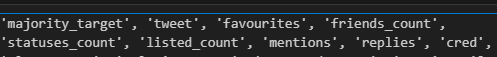 'majority_target', 'tweet', 'favourites', 'friends_count',
'statuses_count', 'listed_count', 'mentions', 'replies', 'cred',